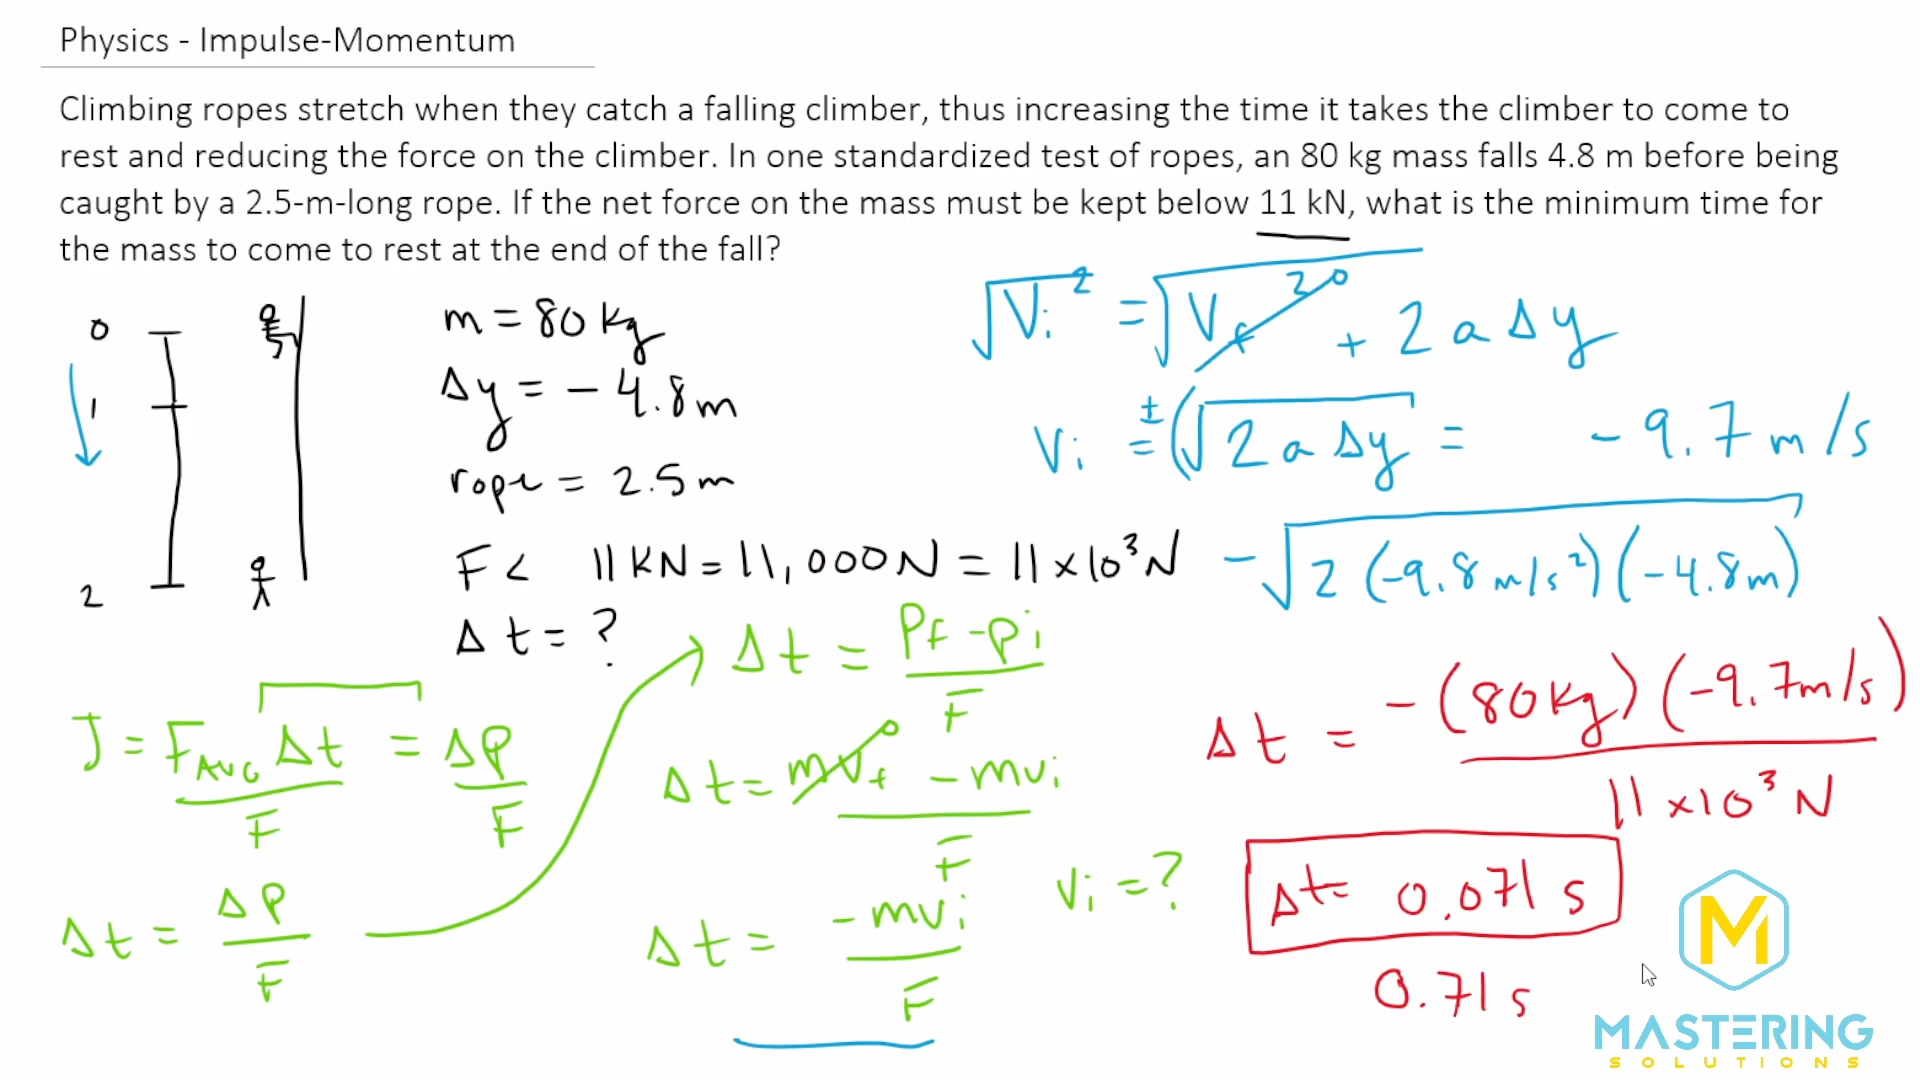 Physics - Impulse-Momentum
Climbing ropes stretch when they catch a falling climber, thus increasing the time it takes the climber to come to
rest and reducing the force on the climber. In one standardized test of ropes, an 80 kg mass falls 4.8 m before being
caught by a 2.5-m-long rope. If the net force on the mass must be kept below 11 kN, what is the minimum time for
the mass to come to rest at the end of the fall?
0
1
2
m = 80 kg
Δy = - 4.8 m
rope = 2.5 m
F < 11 KN = 11,000 N = 11 x 10³ N
Δt = ?
J = F_AVG Δt / F = ΔP / F
Δt = ΔP / F
Δt = (Pf - Pi) / F
Δt = (mvf⁰ - mvi) / F
Δt = -mvi / F
vi = ?
√Vi² = √Vf²⁰ + 2aΔy
Vi = ±(√2aΔy = - 9.7 m/s
-√2(-9.8 m/s²)(-4.8m)
Δt = -(80kg)(-9.7m/s) / 11 x 10³ N
Δt = 0.071 s
0.71 s
M
MASTERING
SOLUTIONS